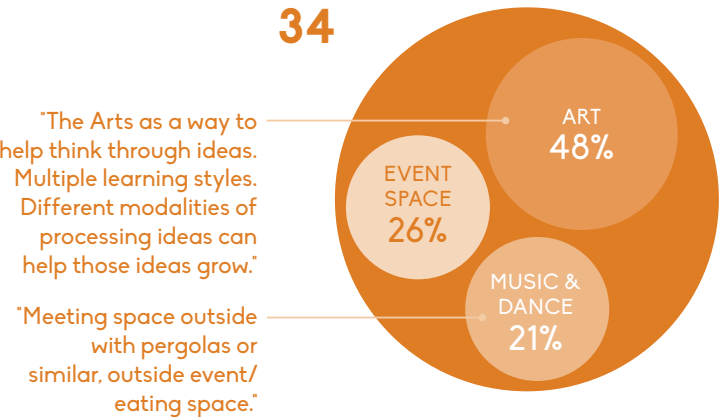 34
"The Arts as a way to
help think through ideas.
Multiple learning styles.
Different modalities of
processing ideas can
help those ideas grow."
"Meeting space outside
with pergolas or
similar, outside event/
eating space."
ART
48%
EVENT
SPACE
26%
MUSIC &
DANCE
21%